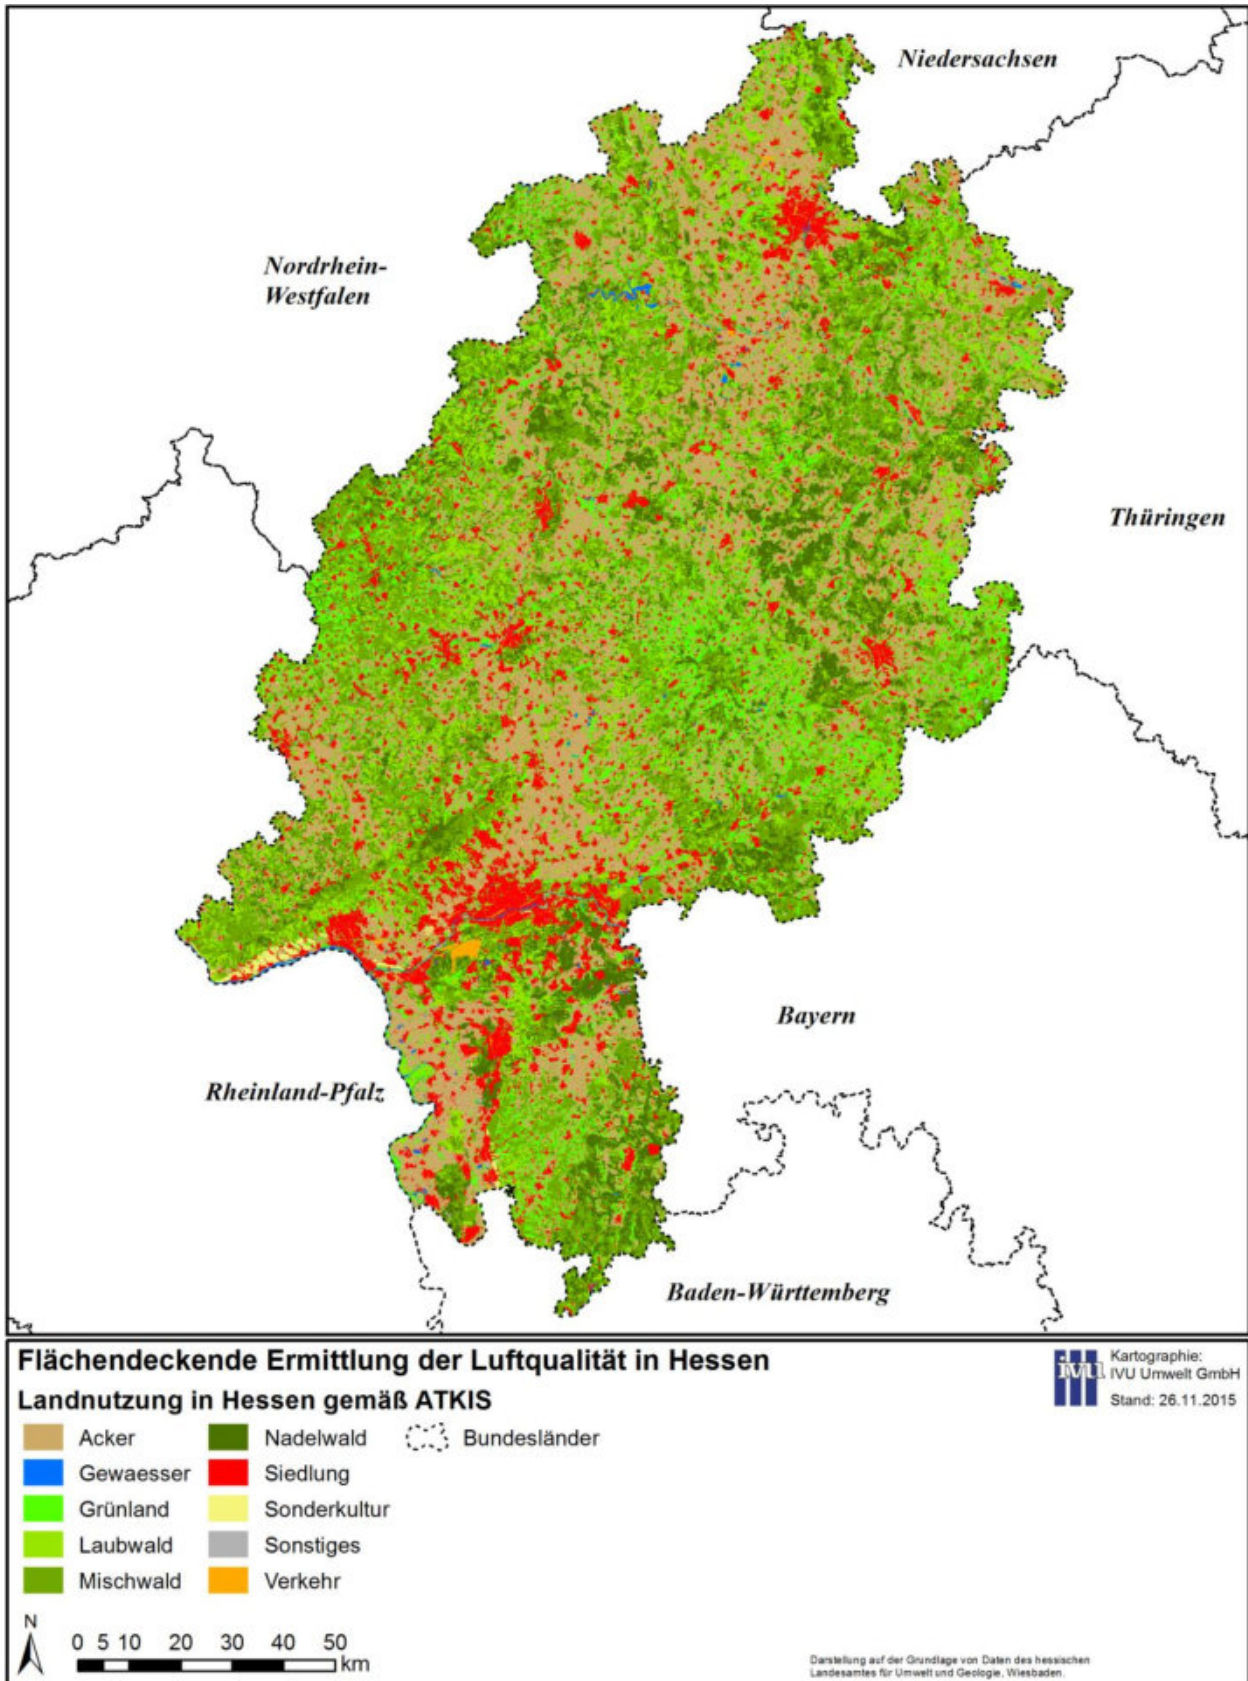 Niedersachsen
Nordrhein-
Westfalen
Thüringen
Bayern
Rheinland-Pfalz
Baden-Württemberg
Flächendeckende Ermittlung der Luftqualität in Hessen
Landnutzung in Hessen gemäß ATKIS
ivu
Kartographie:
IVU Umwelt GmbH
Stand: 26.11.2015
Acker
Nadelwald
Bundesländer
Gewaesser
Siedlung
Grünland
Sonderkultur
Laubwald
Sonstiges
Mischwald
Verkehr
N
0 5 10 20 30 40 50
km
Darstellung auf der Grundlage von Daten des hessischen
Landesamtes für Umwelt und Geologie, Wiesbaden.